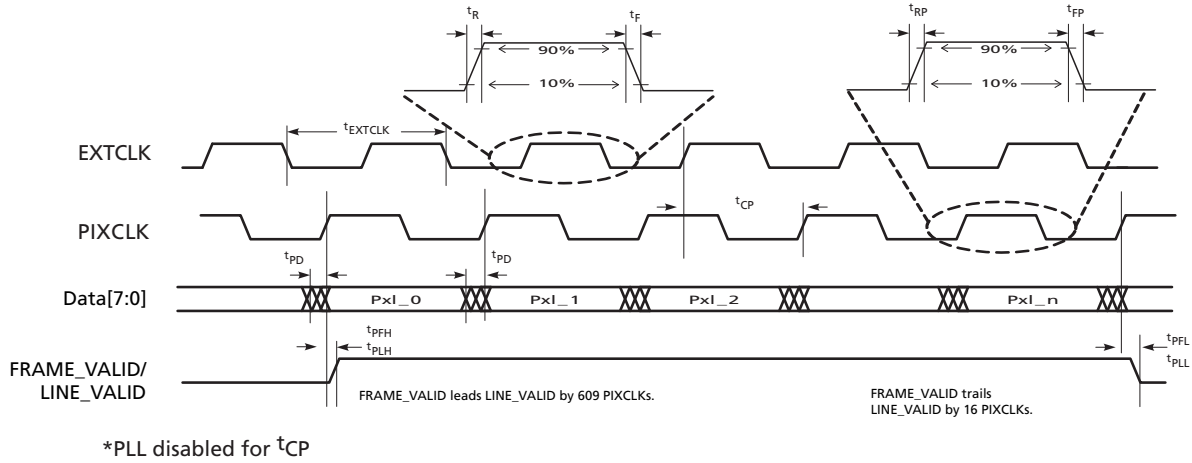 tR
tF
tRP
tFP
90%
90%
10%
10%
tEXTCLK
EXTCLK
tCP
PIXCLK
tPD
tPD
Data[7:0]
Pxl_0
Pxl_1
Pxl_2
Pxl_n
tPFH
tPLH
tPFL
tPLL
FRAME_VALID/
LINE_VALID
FRAME_VALID leads LINE_VALID by 609 PIXCLKs.
FRAME_VALID trails
LINE_VALID by 16 PIXCLKs.
*PLL disabled for tCP